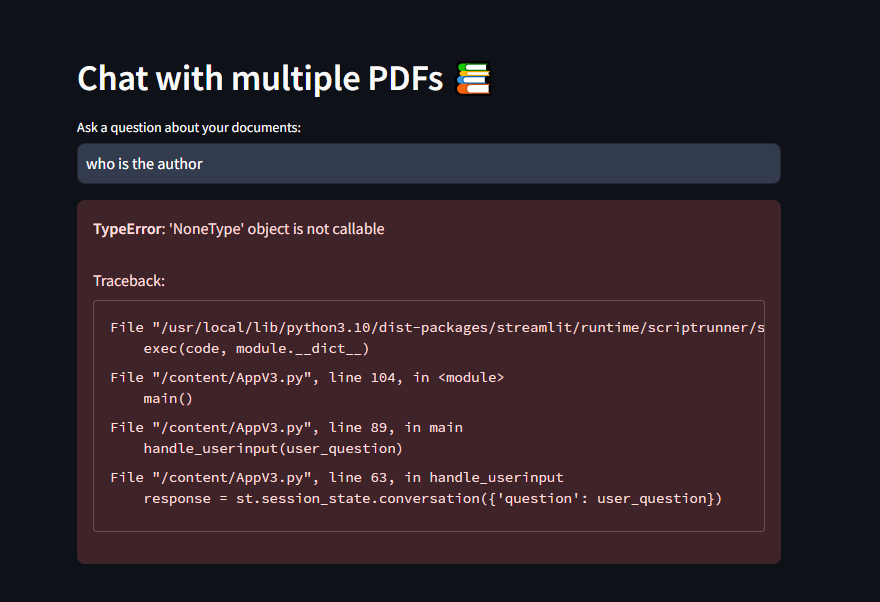 Chat with multiple PDFs 📚
Ask a question about your documents:
who is the author
TypeError: 'NoneType' object is not callable
Traceback:
File "/usr/local/lib/python3.10/dist-packages/streamlit/runtime/scriptrunner/s
exec(code, module.__dict__)
File "/content/AppV3.py", line 104, in <module>
main()
File "/content/AppV3.py", line 89, in main
handle_userinput(user_question)
File "/content/AppV3.py", line 63, in handle_userinput
response = st.session_state.conversation({'question': user_question})